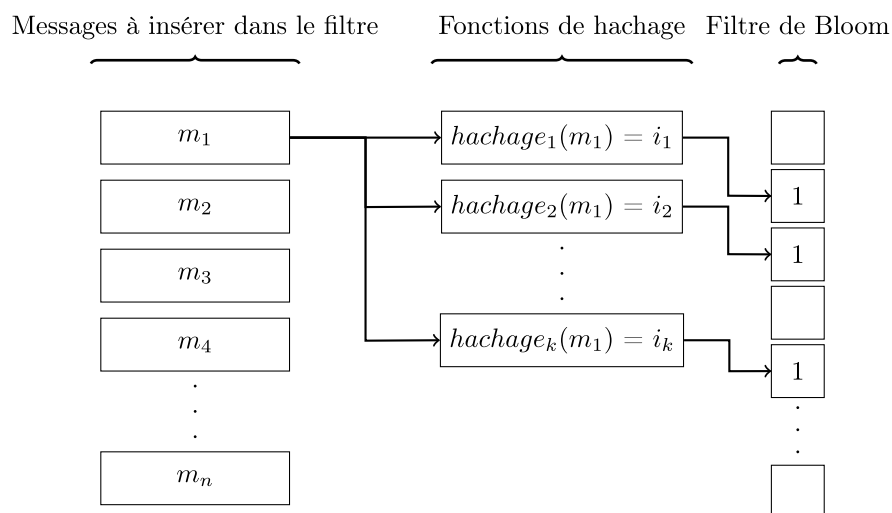 Messages à insérer dans le filtre Fonctions de hachage Filtre de Bloom
m₁ hachage₁(m₁) = i₁
1
m₂ hachage₂(m₁) = i₂
1
m₃
m₄ hachageₖ(m₁) = iₖ
1
mₙ